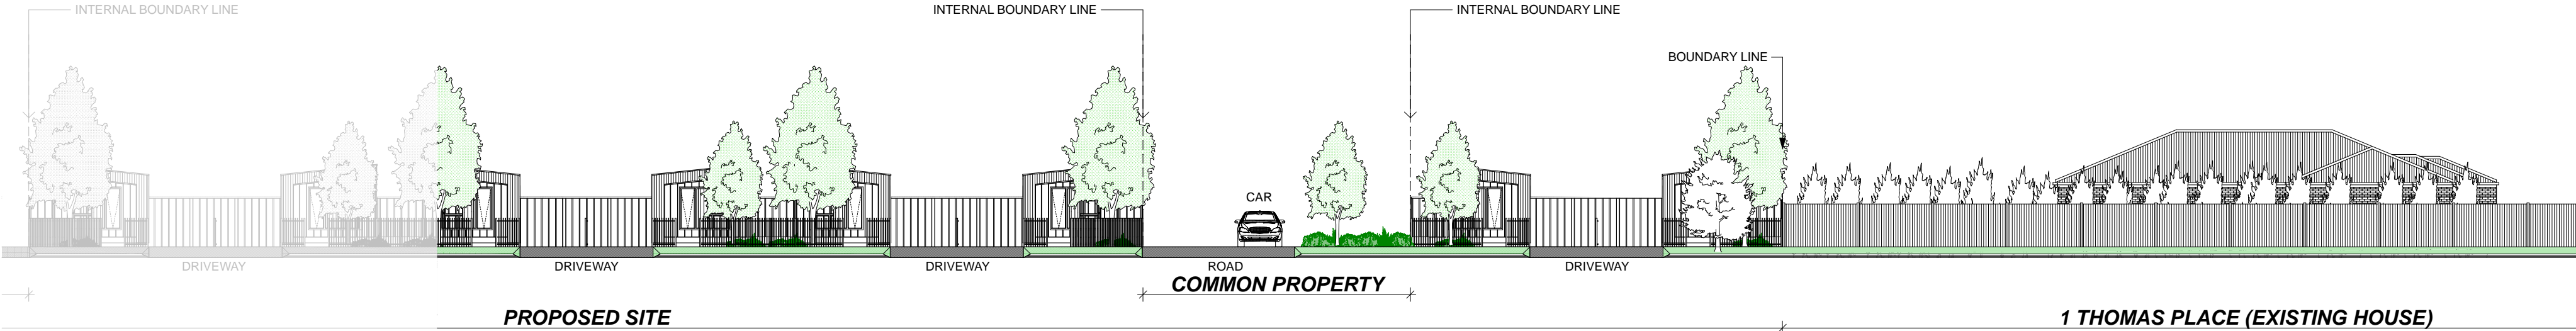 INTERNAL BOUNDARY LINE
INTERNAL BOUNDARY LINE
INTERNAL BOUNDARY LINE
BOUNDARY LINE
CAR
DRIVEWAY
DRIVEWAY
DRIVEWAY
ROAD
DRIVEWAY
COMMON PROPERTY
PROPOSED SITE
1 THOMAS PLACE (EXISTING HOUSE)